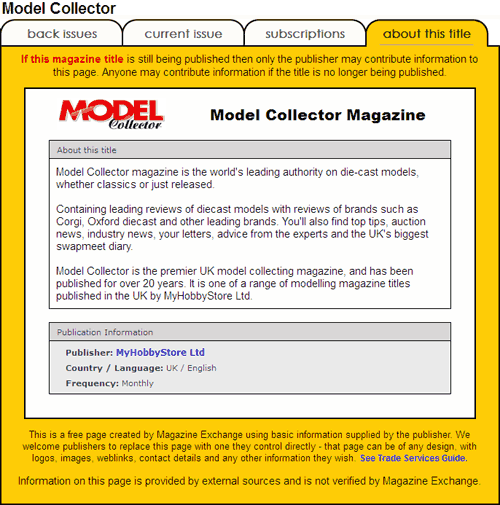 Model Collector
back issues
current issue
subscriptions
about this title
If this magazine title is still being published then only the publisher may contribute information to
this page. Anyone may contribute information if the title is no longer being published.
MODEL
Collector
Model Collector Magazine
About this title
Model Collector magazine is the world's leading authority on die-cast models,
whether classics or just released.
Containing leading reviews of diecast models with reviews of brands such as
Corgi, Oxford diecast and other leading brands. You'll also find top tips, auction
news, industry news, your letters, advice from the experts and the UK's biggest
swapmeet diary.
Model Collector is the premier UK model collecting magazine, and has been
published for over 20 years. It is one of a range of modelling magazine titles
published in the UK by MyHobbyStore Ltd.
Publication Information
Publisher: MyHobbyStore Ltd
Country / Language: UK / English
Frequency: Monthly
This is a free page created by Magazine Exchange using basic information supplied by the publisher. We
welcome publishers to replace this page with one they control directly - that page can be of any design, with
logos, images, weblinks, contact details and any other information they wish. See Trade Services Guide.
Information on this page is provided by external sources and is not verified by Magazine Exchange.